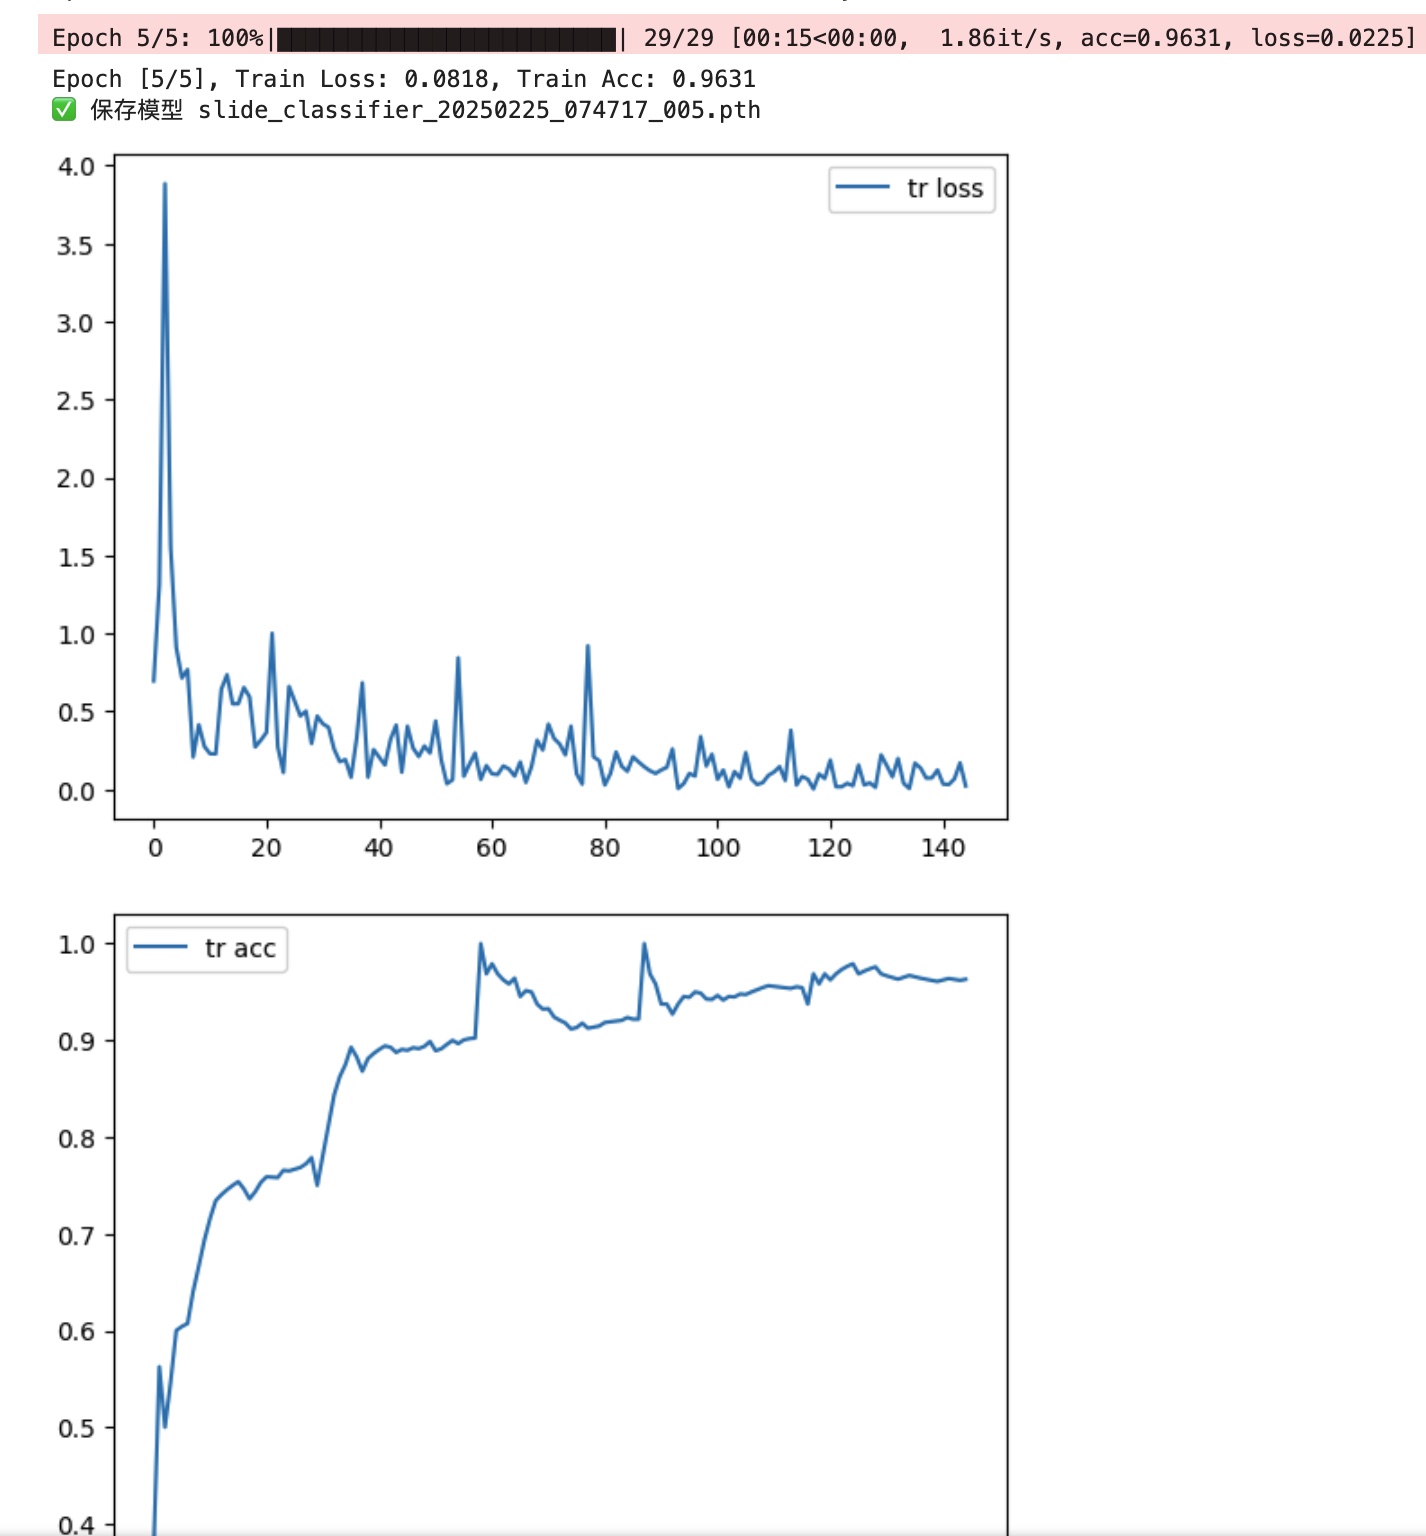 Epoch 5/5: 100%|██████████████████████████| 29/29 [00:15<00:00,  1.86it/s, acc=0.9631, loss=0.0225]
Epoch [5/5], Train Loss: 0.0818, Train Acc: 0.9631
✅ 保存模型 slide_classifier_20250225_074717_005.pth
4.0
tr loss
3.5
3.0
2.5
2.0
1.5
1.0
0.5
0.0
0 20 40 60 80 100 120 140
1.0
tr acc
0.9
0.8
0.7
0.6
0.5
0.4